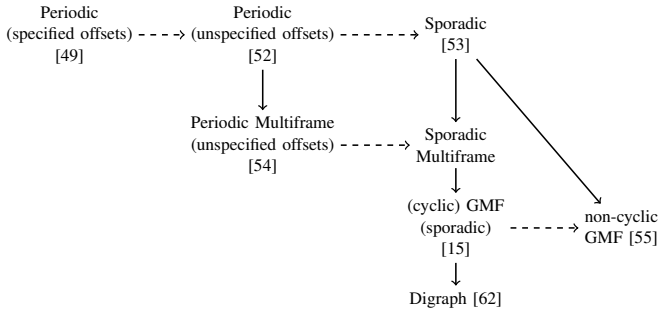 Periodic
(specified offsets)
[49]
Periodic
(unspecified offsets)
[52]
Sporadic
[53]
Periodic Multiframe
(unspecified offsets)
[54]
Sporadic
Multiframe
(cyclic) GMF
(sporadic)
[15]
non-cyclic
GMF [55]
Digraph [62]